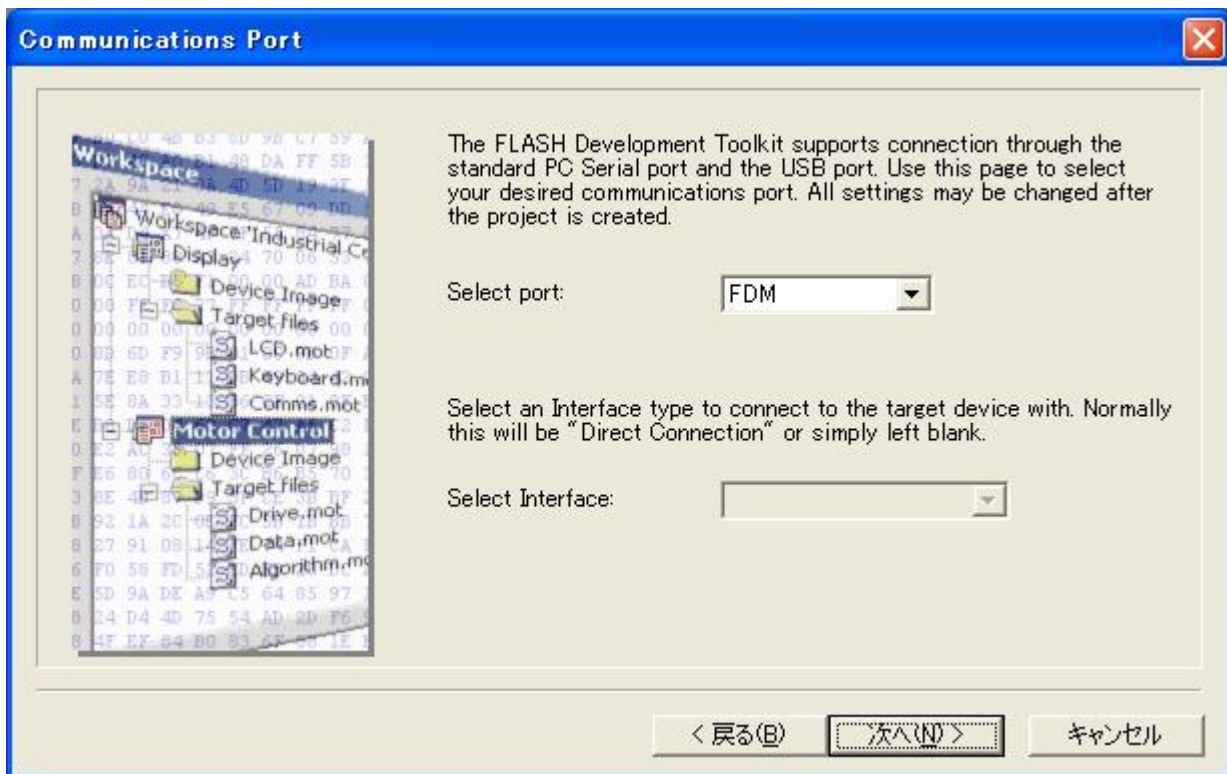 Communications Port
Workspace
Workspace 'Industrial Co
Display
Device Image
Target files
LCD.mot
Keyboard.mo
Comms.mot
Motor Control
Device Image
Target files
Drive.mot
Data.mot
Algorithm.mo
The FLASH Development Toolkit supports connection through the
standard PC Serial port and the USB port. Use this page to select
your desired communications port. All settings may be changed after
the project is created.
Select port:
FDM
Select an Interface type to connect to the target device with. Normally
this will be "Direct Connection" or simply left blank.
Select Interface:
< 戻る(B)
次へ(N) >
キャンセル